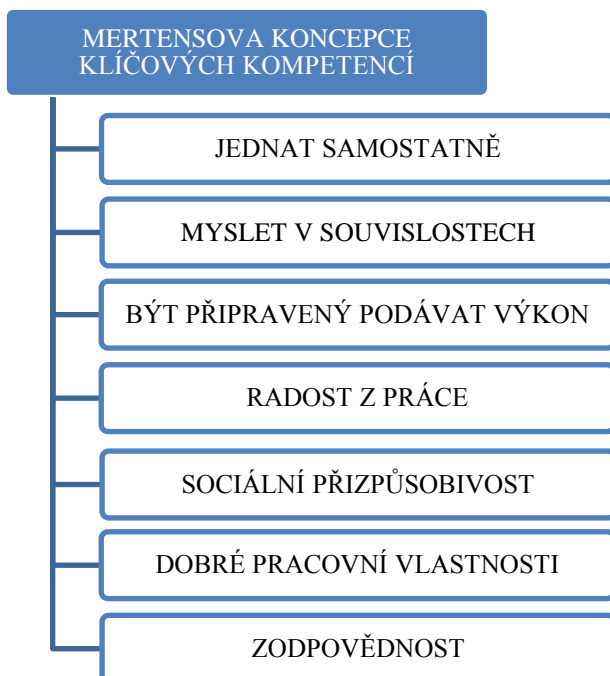 MERTENSOVA KONCEPCE
KLÍČOVÝCH KOMPETENCÍ
JEDNAT SAMOSTATNĚ
MYSLET V SOUVISLOSTECH
BÝT PŘIPRAVENÝ PODÁVAT VÝKON
RADOST Z PRÁCE
SOCIÁLNÍ PŘIZPŮSOBIVOST
DOBRÉ PRACOVNÍ VLASTNOSTI
ZODPOVĚDNOST